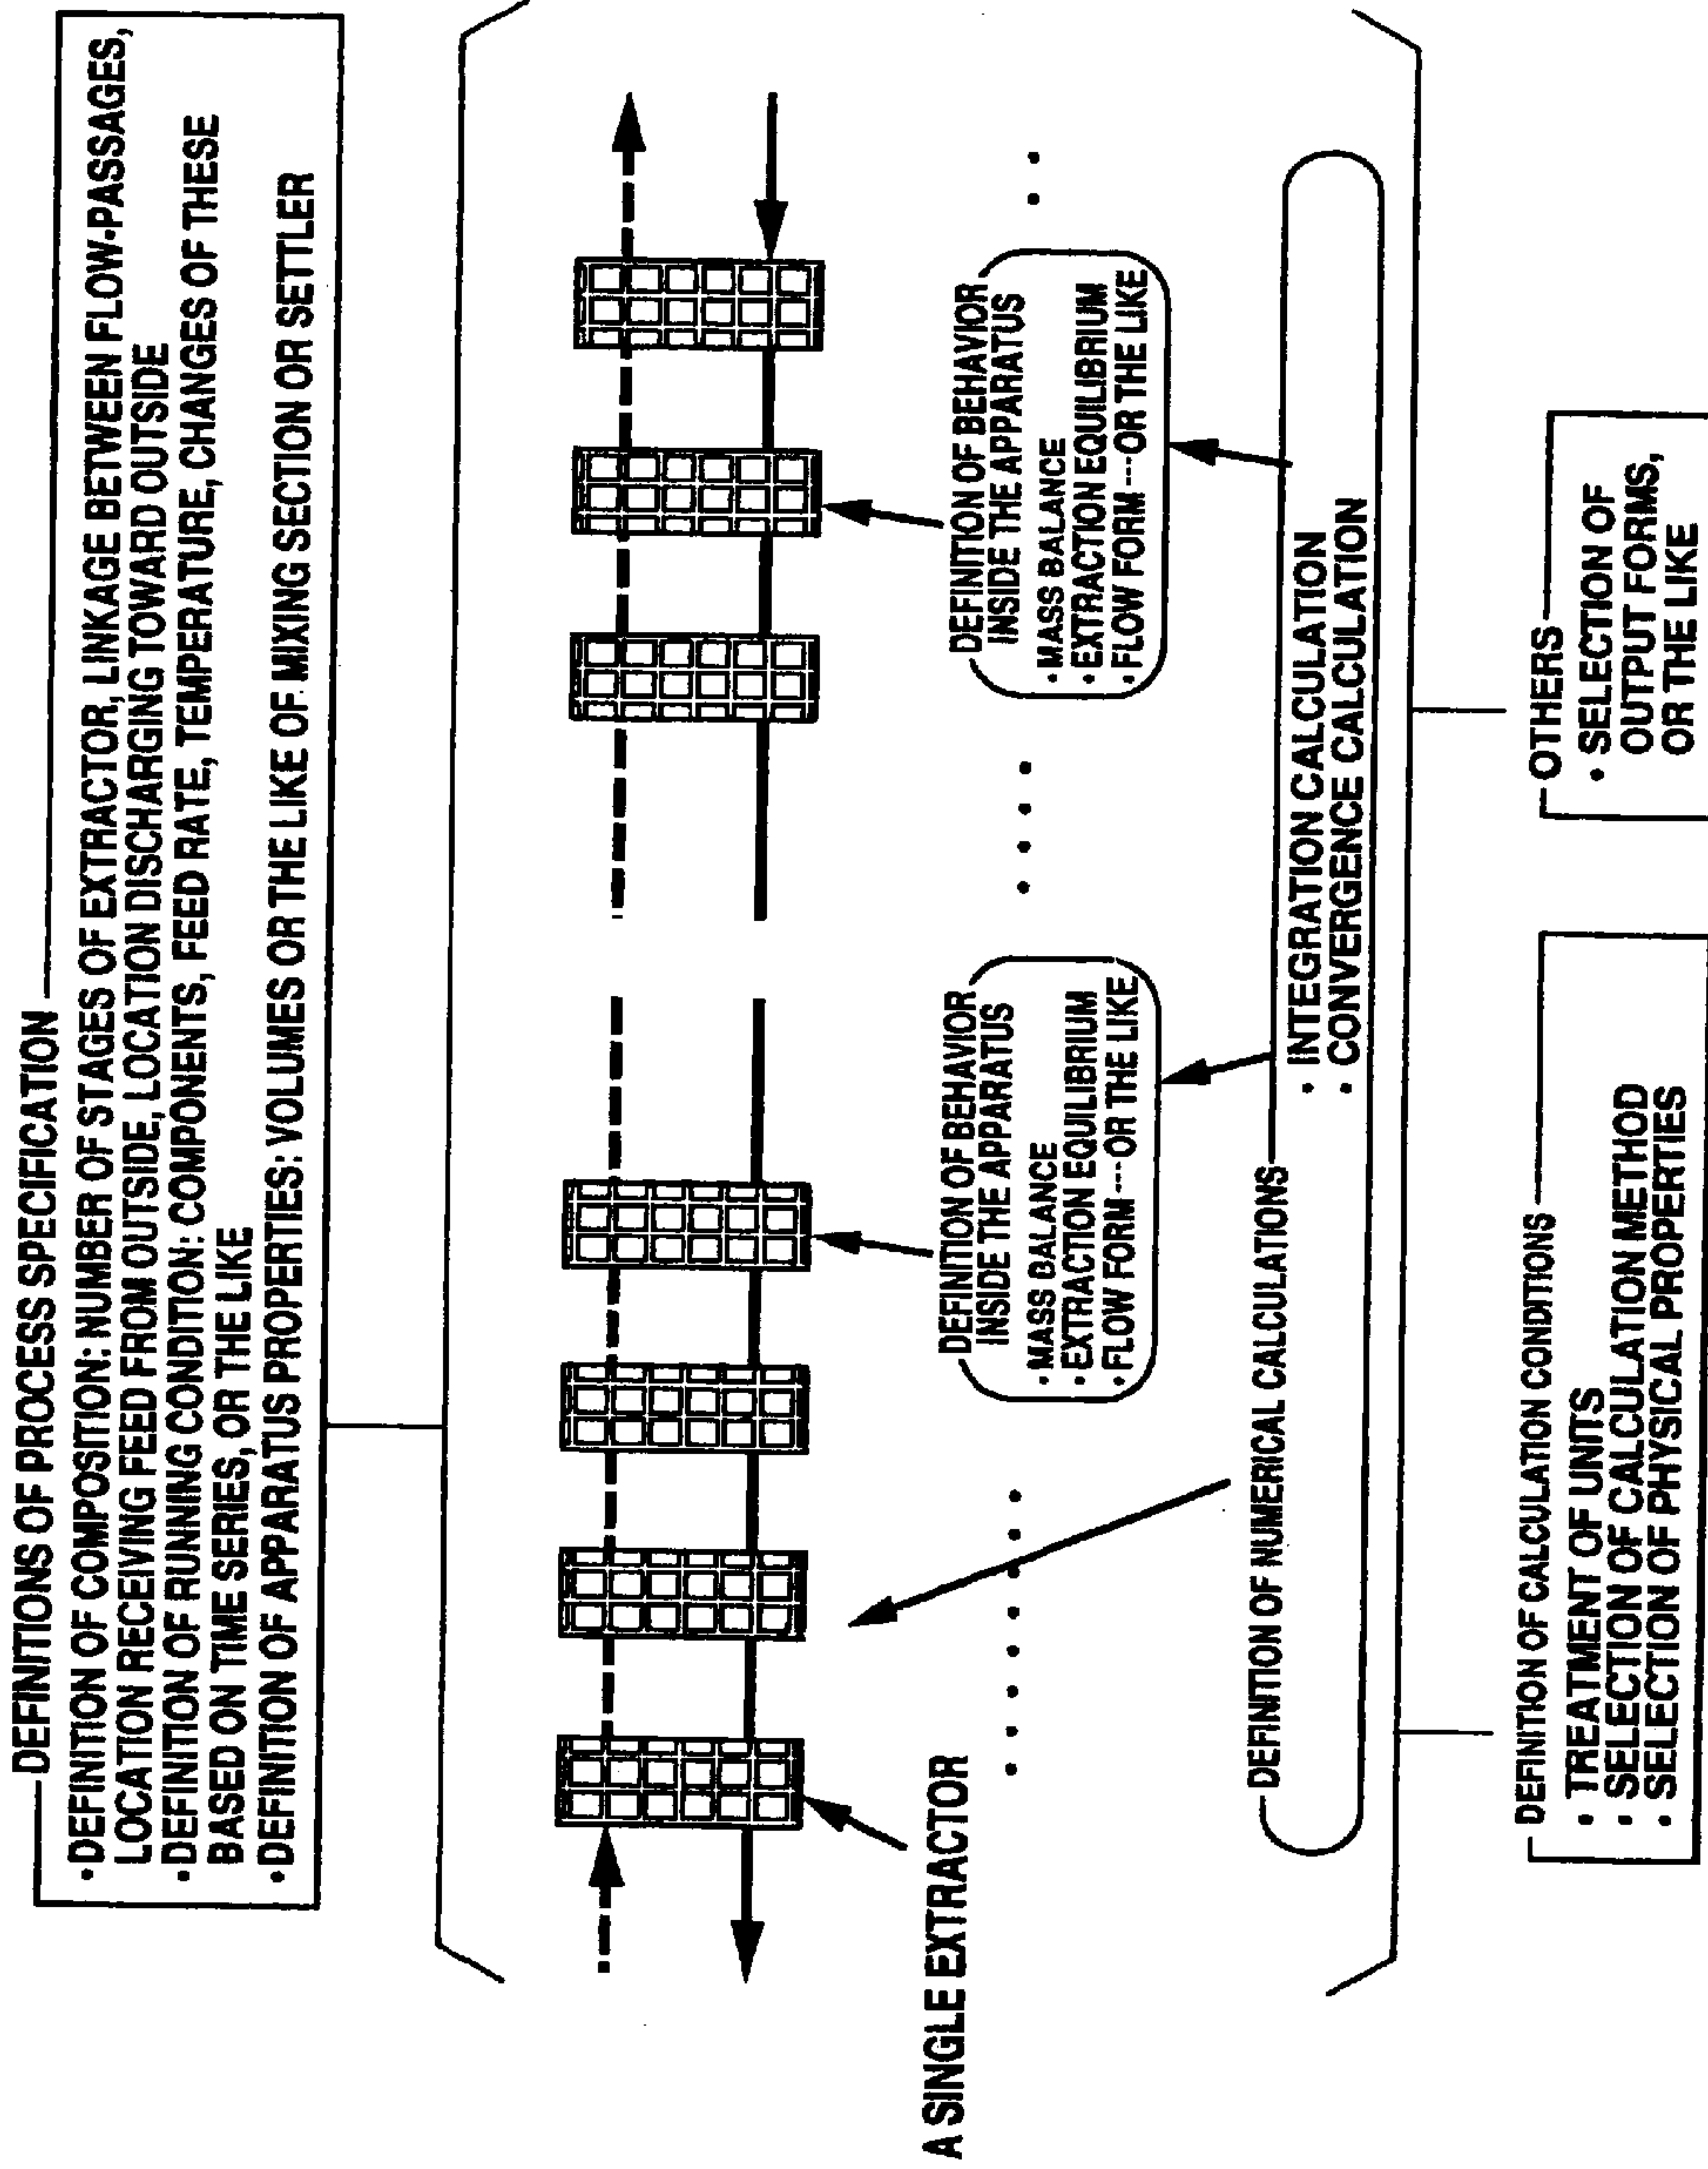 DEFINITIONS OF PROCESS SPECIFICATION
•DEFINITION OF COMPOSITION: NUMBER OF STAGES OF EXTRACTOR, LINKAGE BETWEEN FLOW-PASSAGES,
LOCATION RECEIVING FEED FROM OUTSIDE, LOCATION DISCHARGING TOWARD OUTSIDE
•DEFINITION OF RUNNING CONDITION: COMPONENTS, FEED RATE, TEMPERATURE, CHANGES OF THESE
BASED ON TIME SERIES, OR THE LIKE
•DEFINITION OF APPARATUS PROPERTIES: VOLUMES OR THE LIKE OF MIXING SECTION OR SETTLER
A SINGLE EXTRACTOR
DEFINITION OF BEHAVIOR
INSIDE THE APPARATUS
• MASS BALANCE
• EXTRACTION EQUILIBRIUM
• FLOW FORM ---OR THE LIKE
DEFINITION OF BEHAVIOR
INSIDE THE APPARATUS
• MASS BALANCE
• EXTRACTION EQUILIBRIUM
• FLOW FORM ---OR THE LIKE
DEFINITION OF NUMERICAL CALCULATIONS
• INTEGRATION CALCULATION
• CONVERGENCE CALCULATION
DEFINITION OF CALCULATION CONDITIONS
• TREATMENT OF UNITS
• SELECTION OF CALCULATION METHOD
• SELECTION OF PHYSICAL PROPERTIES
OTHERS
• SELECTION OF
OUTPUT FORMS,
OR THE LIKE